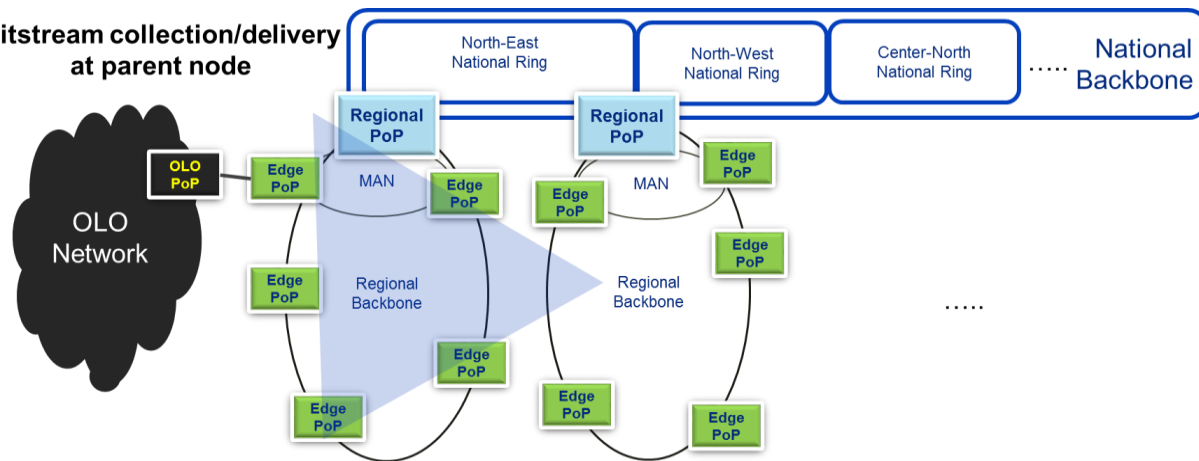 itstream collection/delivery
at parent node
North-East
National Ring
North-West
National Ring
Center-North
National Ring
.....
National
Backbone
Regional
PoP
Regional
PoP
OLO
PoP
Edge
PoP
MAN
Edge
PoP
Edge
PoP
MAN
Edge
PoP
OLO
Network
Edge
PoP
Edge
PoP
Regional
Backbone
Regional
Backbone
.....
Edge
PoP
Edge
PoP
Edge
PoP
Edge
PoP